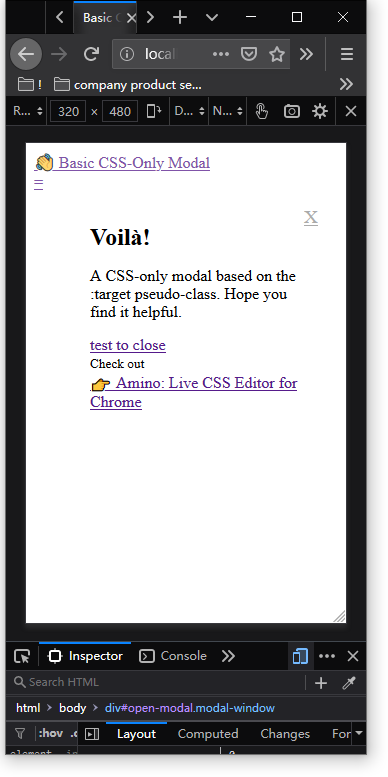 Basic C
local
!
company product se...
R...
320 × 480
D...
N...
👏 Basic CSS-Only Modal
☰
X
Voilà!
A CSS-only modal based on the
:target pseudo-class. Hope you
find it helpful.
test to close
Check out
👉 Amino: Live CSS Editor for
Chrome
Inspector
Console
Search HTML
html
body
div#open-modal.modal-window
:hov
.c
Layout
Computed
Changes
For